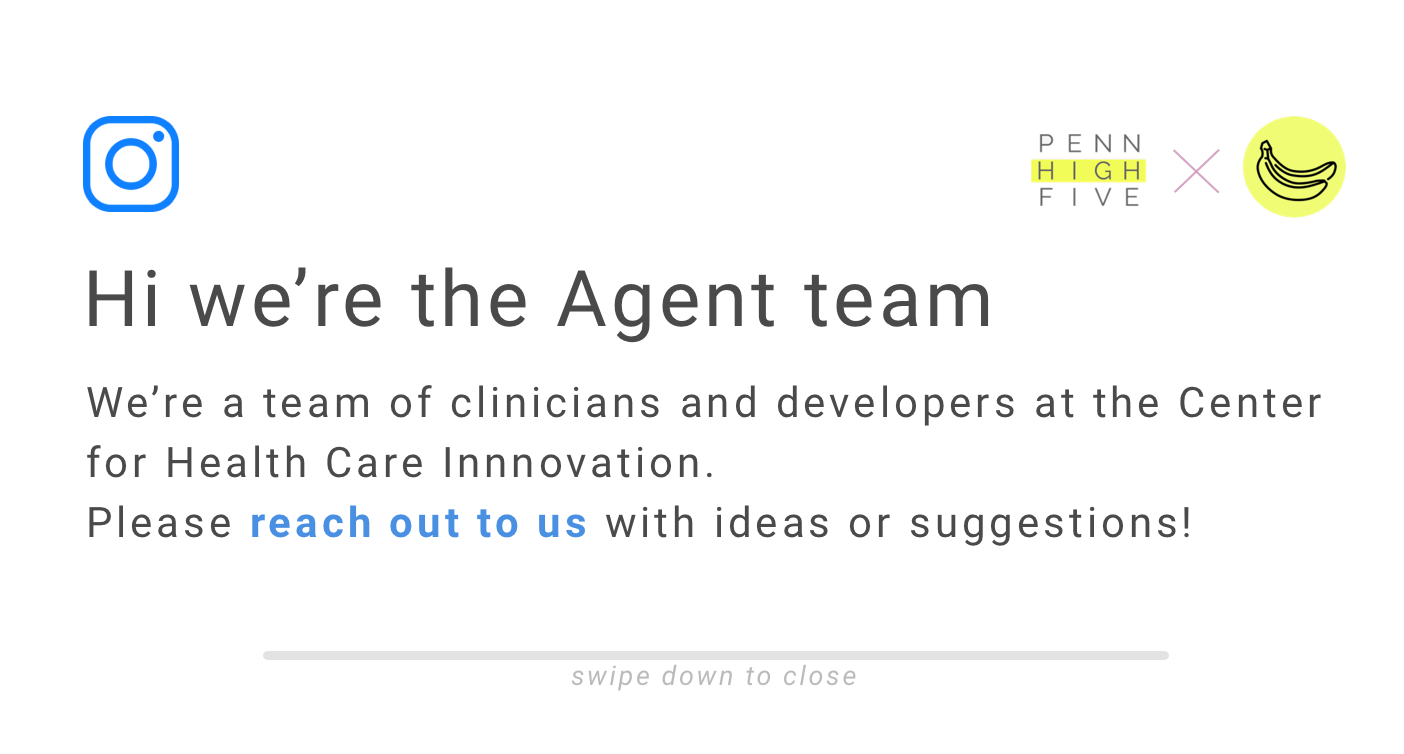 PENN
HIGH
FIVE
Hi we’re the Agent team
We’re a team of clinicians and developers at the Center
for Health Care Innnovation.
Please reach out to us with ideas or suggestions!
swipe down to close